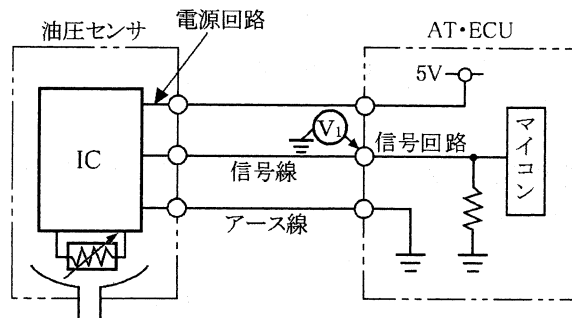 油圧センサ
電源回路
AT・ECU
5V
V₁
信号回路
マイコン
IC
信号線
アース線